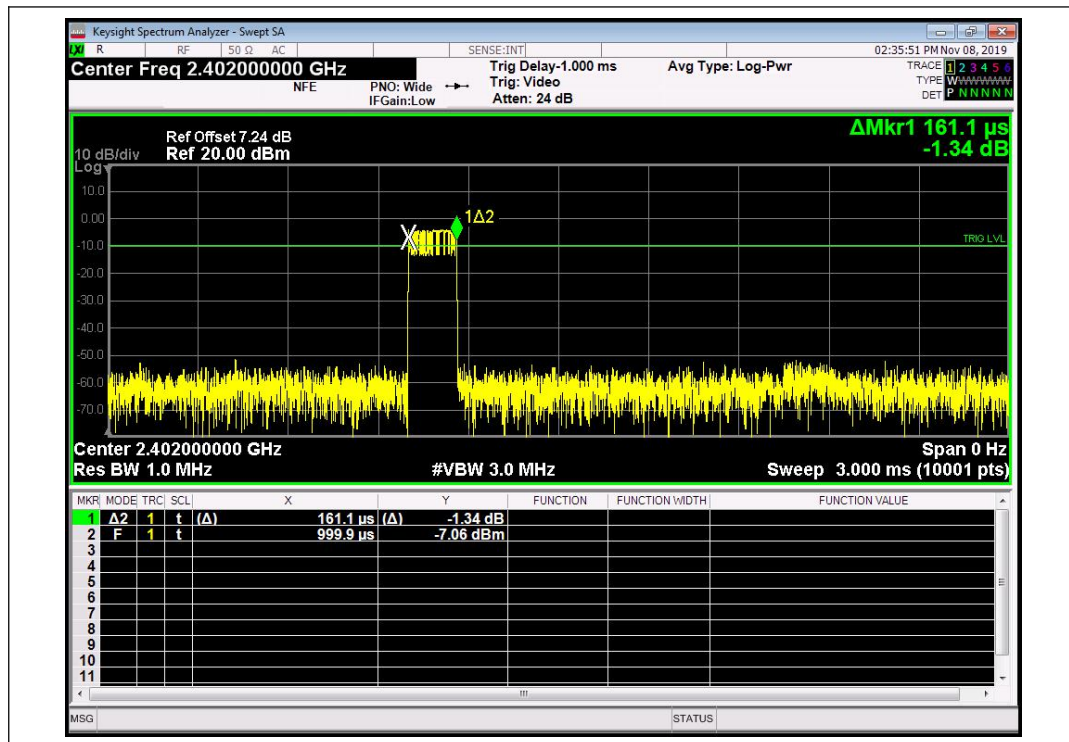 Keysight Spectrum Analyzer - Swept SA
LXI R RF 50 Ω AC SENSE:INT 02:35:51 PM Nov 08, 2019
Center Freq 2.402000000 GHz
NFE
PNO: Wide
IFGain:Low
Trig Delay-1.000 ms
Trig: Video
Atten: 24 dB
Avg Type: Log-Pwr
TRACE 1 2 3 4 5 6
TYPE WWWWWW
DET P N N N N N
ΔMkr1 161.1 µs
-1.34 dB
Ref Offset 7.24 dB
10 dB/div Ref 20.00 dBm
Log
10.0
0.00
-10.0
-20.0
-30.0
-40.0
-50.0
-60.0
-70.0
1Δ2
TRIG LVL
Center 2.402000000 GHz Span 0 Hz
Res BW 1.0 MHz #VBW 3.0 MHz Sweep 3.000 ms (10001 pts)
MKR MODE TRC SCL X Y FUNCTION FUNCTION WIDTH FUNCTION VALUE
1 Δ2 1 t (Δ) 161.1 µs (Δ) -1.34 dB
2 F 1 t 999.9 µs -7.06 dBm
3
4
5
6
7
8
9
10
11
MSG STATUS